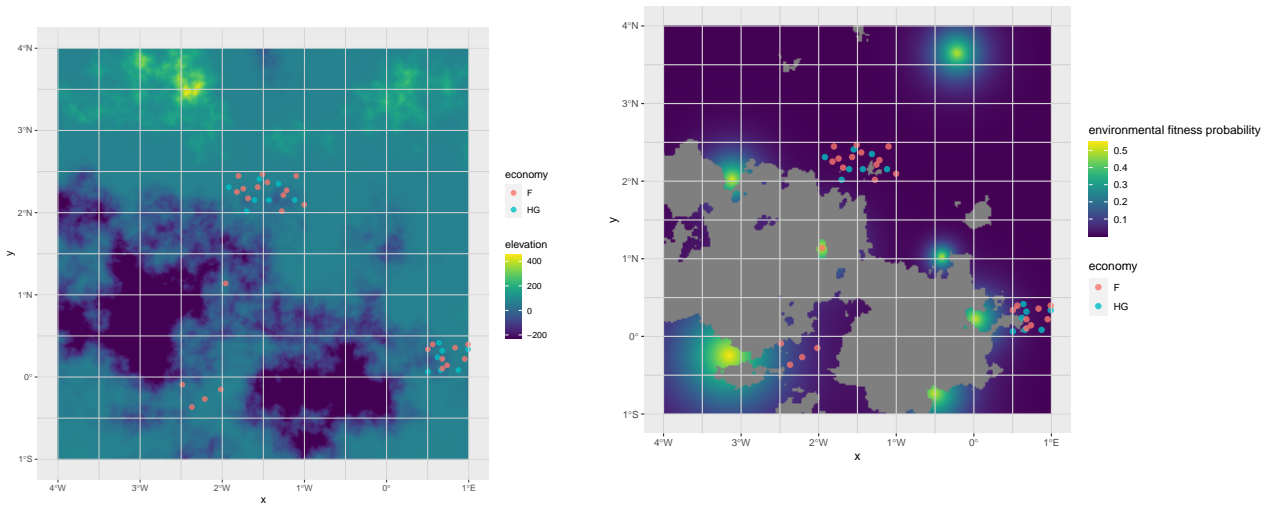 4°N
3°N
2°N
1°N
0°
1°S
y
4°W
3°W
2°W
1°W
0°
1°E
x
economy
F
HG
elevation
400
200
0
−200
4°N
3°N
2°N
1°N
0°
1°S
y
4°W
3°W
2°W
1°W
0°
1°E
x
environmental fitness probability
0.5
0.4
0.3
0.2
0.1
economy
F
HG